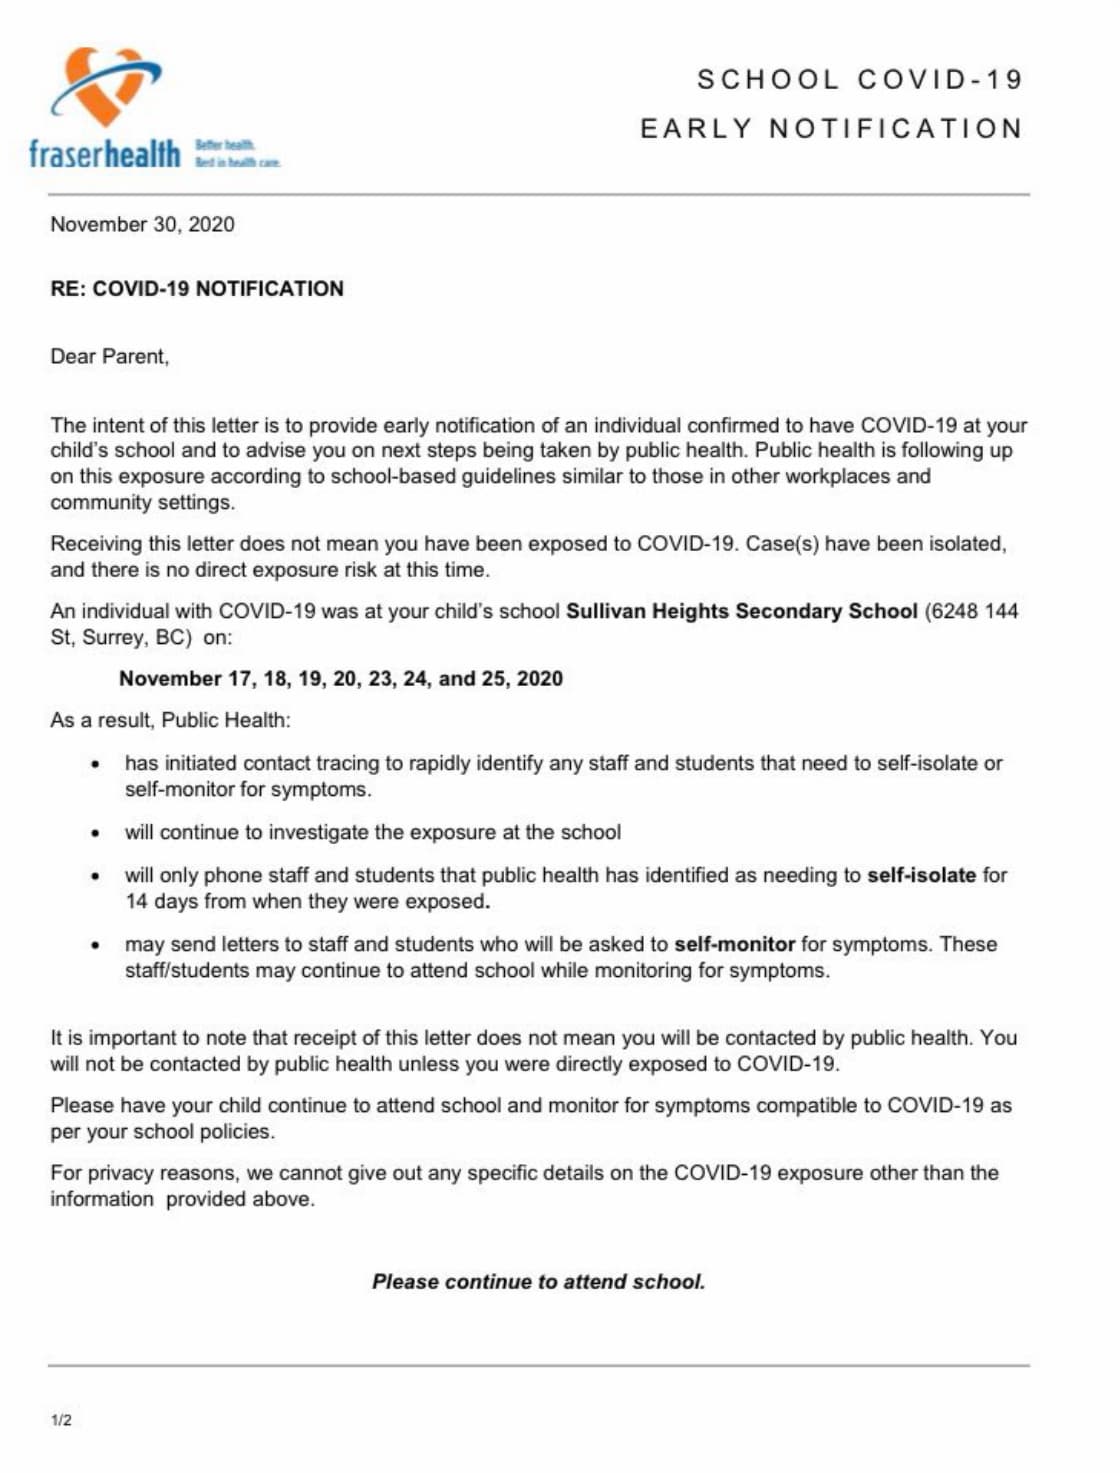 SCHOOL COVID-19
EARLY NOTIFICATION
fraserhealth
Better health.
Best in health care.
November 30, 2020
RE: COVID-19 NOTIFICATION
Dear Parent,
The intent of this letter is to provide early notification of an individual confirmed to have COVID-19 at your
child's school and to advise you on next steps being taken by public health. Public health is following up
on this exposure according to school-based guidelines similar to those in other workplaces and
community settings.
Receiving this letter does not mean you have been exposed to COVID-19. Case(s) have been isolated,
and there is no direct exposure risk at this time.
An individual with COVID-19 was at your child's school Sullivan Heights Secondary School (6248 144
St, Surrey, BC) on:
November 17, 18, 19, 20, 23, 24, and 25, 2020
As a result, Public Health:
• has initiated contact tracing to rapidly identify any staff and students that need to self-isolate or
self-monitor for symptoms.
• will continue to investigate the exposure at the school
• will only phone staff and students that public health has identified as needing to self-isolate for
14 days from when they were exposed.
• may send letters to staff and students who will be asked to self-monitor for symptoms. These
staff/students may continue to attend school while monitoring for symptoms.
It is important to note that receipt of this letter does not mean you will be contacted by public health. You
will not be contacted by public health unless you were directly exposed to COVID-19.
Please have your child continue to attend school and monitor for symptoms compatible to COVID-19 as
per your school policies.
For privacy reasons, we cannot give out any specific details on the COVID-19 exposure other than the
information provided above.
Please continue to attend school.
1/2